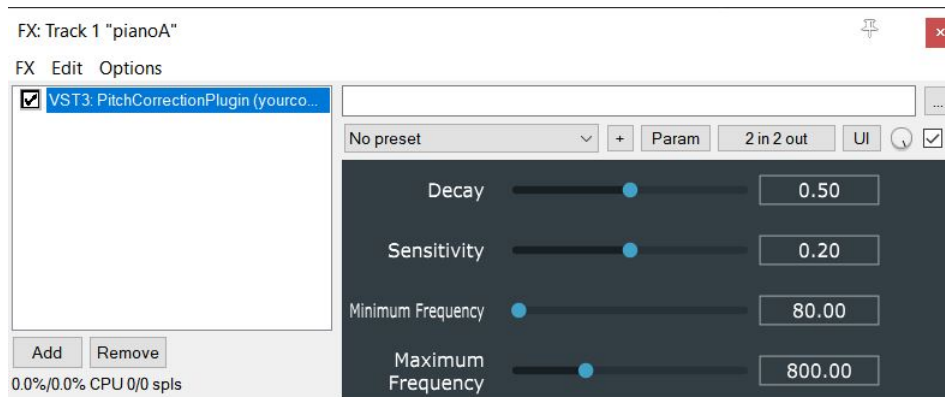 FX: Track 1 "pianoA"
FX Edit Options
VST3: PitchCorrectionPlugin (yourco...
...
No preset + Param 2 in 2 out UI
Decay 0.50
Sensitivity 0.20
Minimum Frequency 80.00
Maximum
Frequency 800.00
Add Remove
0.0%/0.0% CPU 0/0 spls